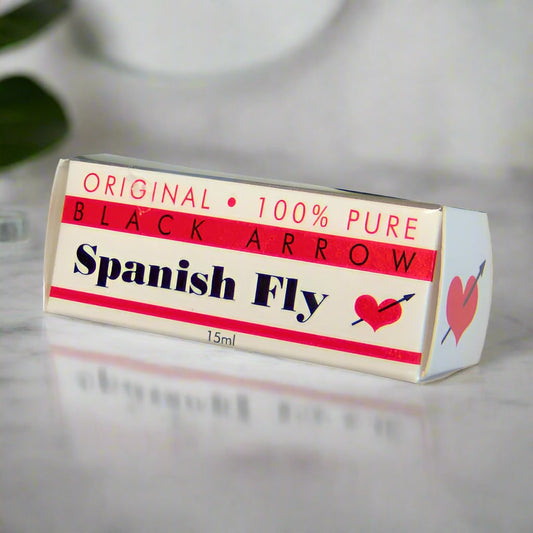 ORIGINAL • 100% PURE
BLACK ARROW
Spanish Fly
15ml